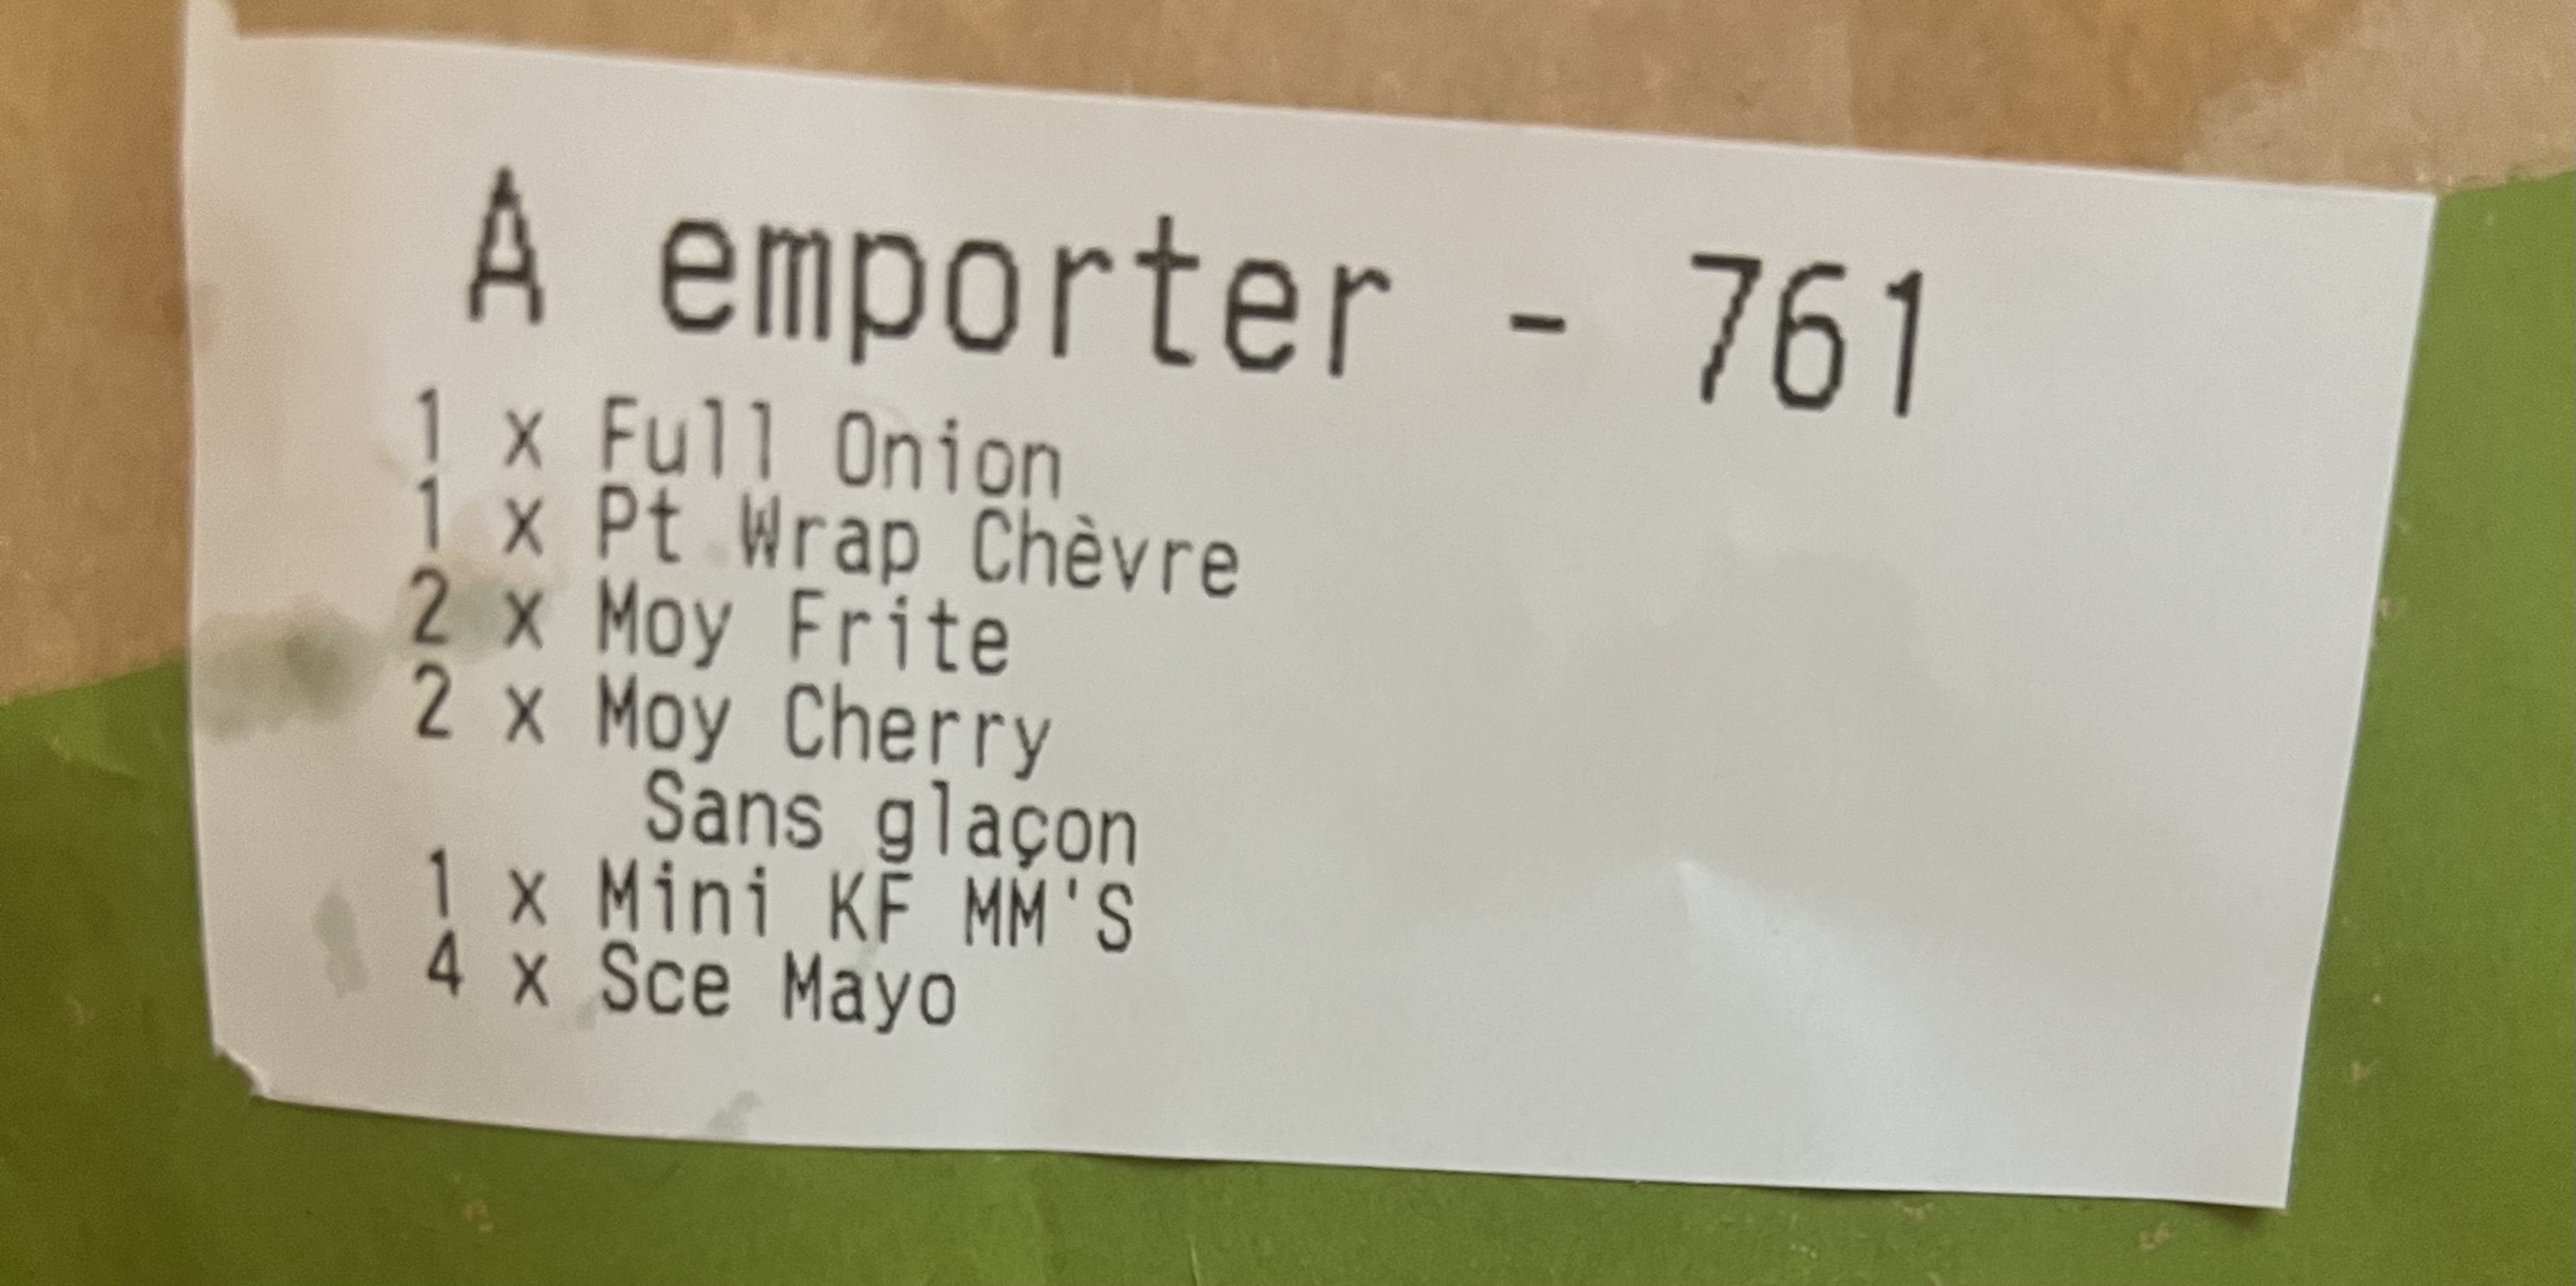 A emporter - 761
1 x Full Onion
1 x Pt Wrap Chèvre
2 x Moy Frite
2 x Moy Cherry
Sans glaçon
1 x Mini KF MM'S
4 x Sce Mayo